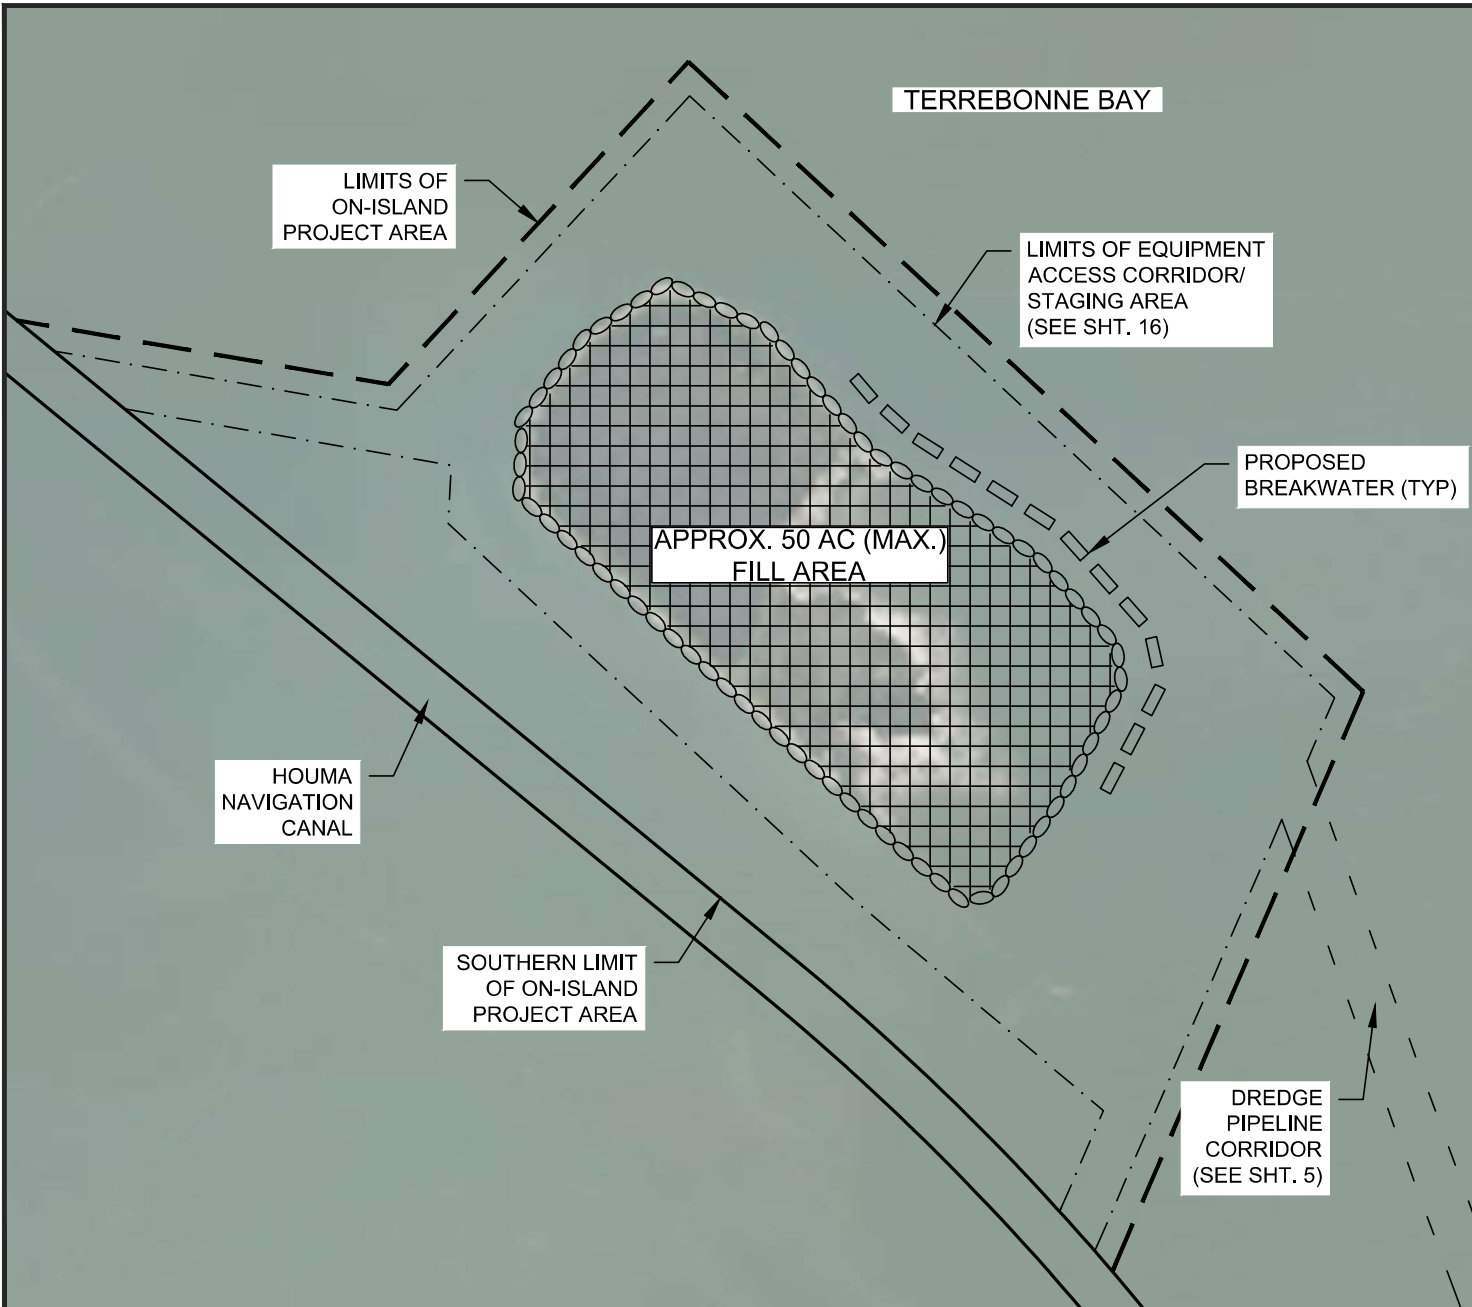 TERREBONNE BAY
LIMITS OF
ON-ISLAND
PROJECT AREA
LIMITS OF EQUIPMENT
ACCESS CORRIDOR/
STAGING AREA
(SEE SHT. 16)
PROPOSED
BREAKWATER (TYP)
APPROX. 50 AC (MAX.)
FILL AREA
HOUMA
NAVIGATION
CANAL
SOUTHERN LIMIT
OF ON-ISLAND
PROJECT AREA
DREDGE
PIPELINE
CORRIDOR
(SEE SHT. 5)